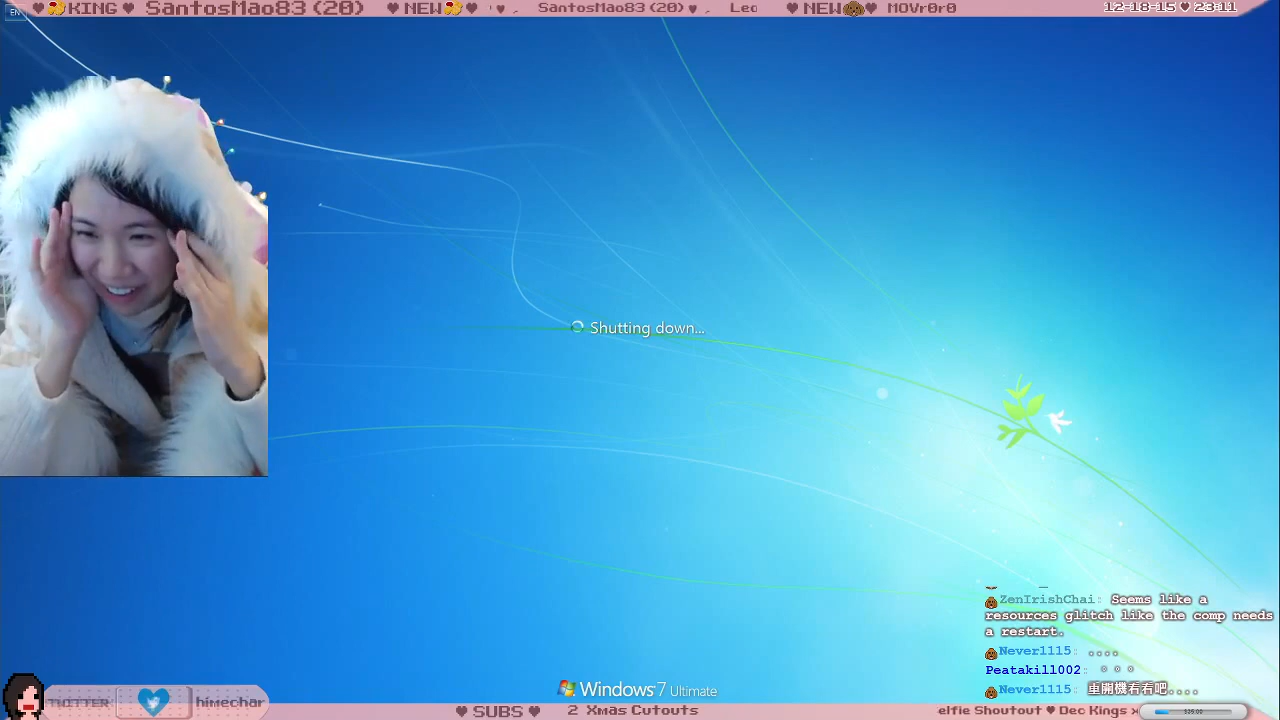 EN
KING SantosMao83 (20) NEW SantosMao83 (20) Leo NEW MOVr0r0 12-18-15 23:11
Shutting down...
ZenIrishChai: Seems like a
resources glitch like the comp needs
a restart.
Never1115: ....
Peatakill002: 。。。
Never1115: 重開機看看吧....
Windows 7 Ultimate
TWITTER himechar
SUBS 2 Xmas Cutouts
elfie Shoutout Dec Kings